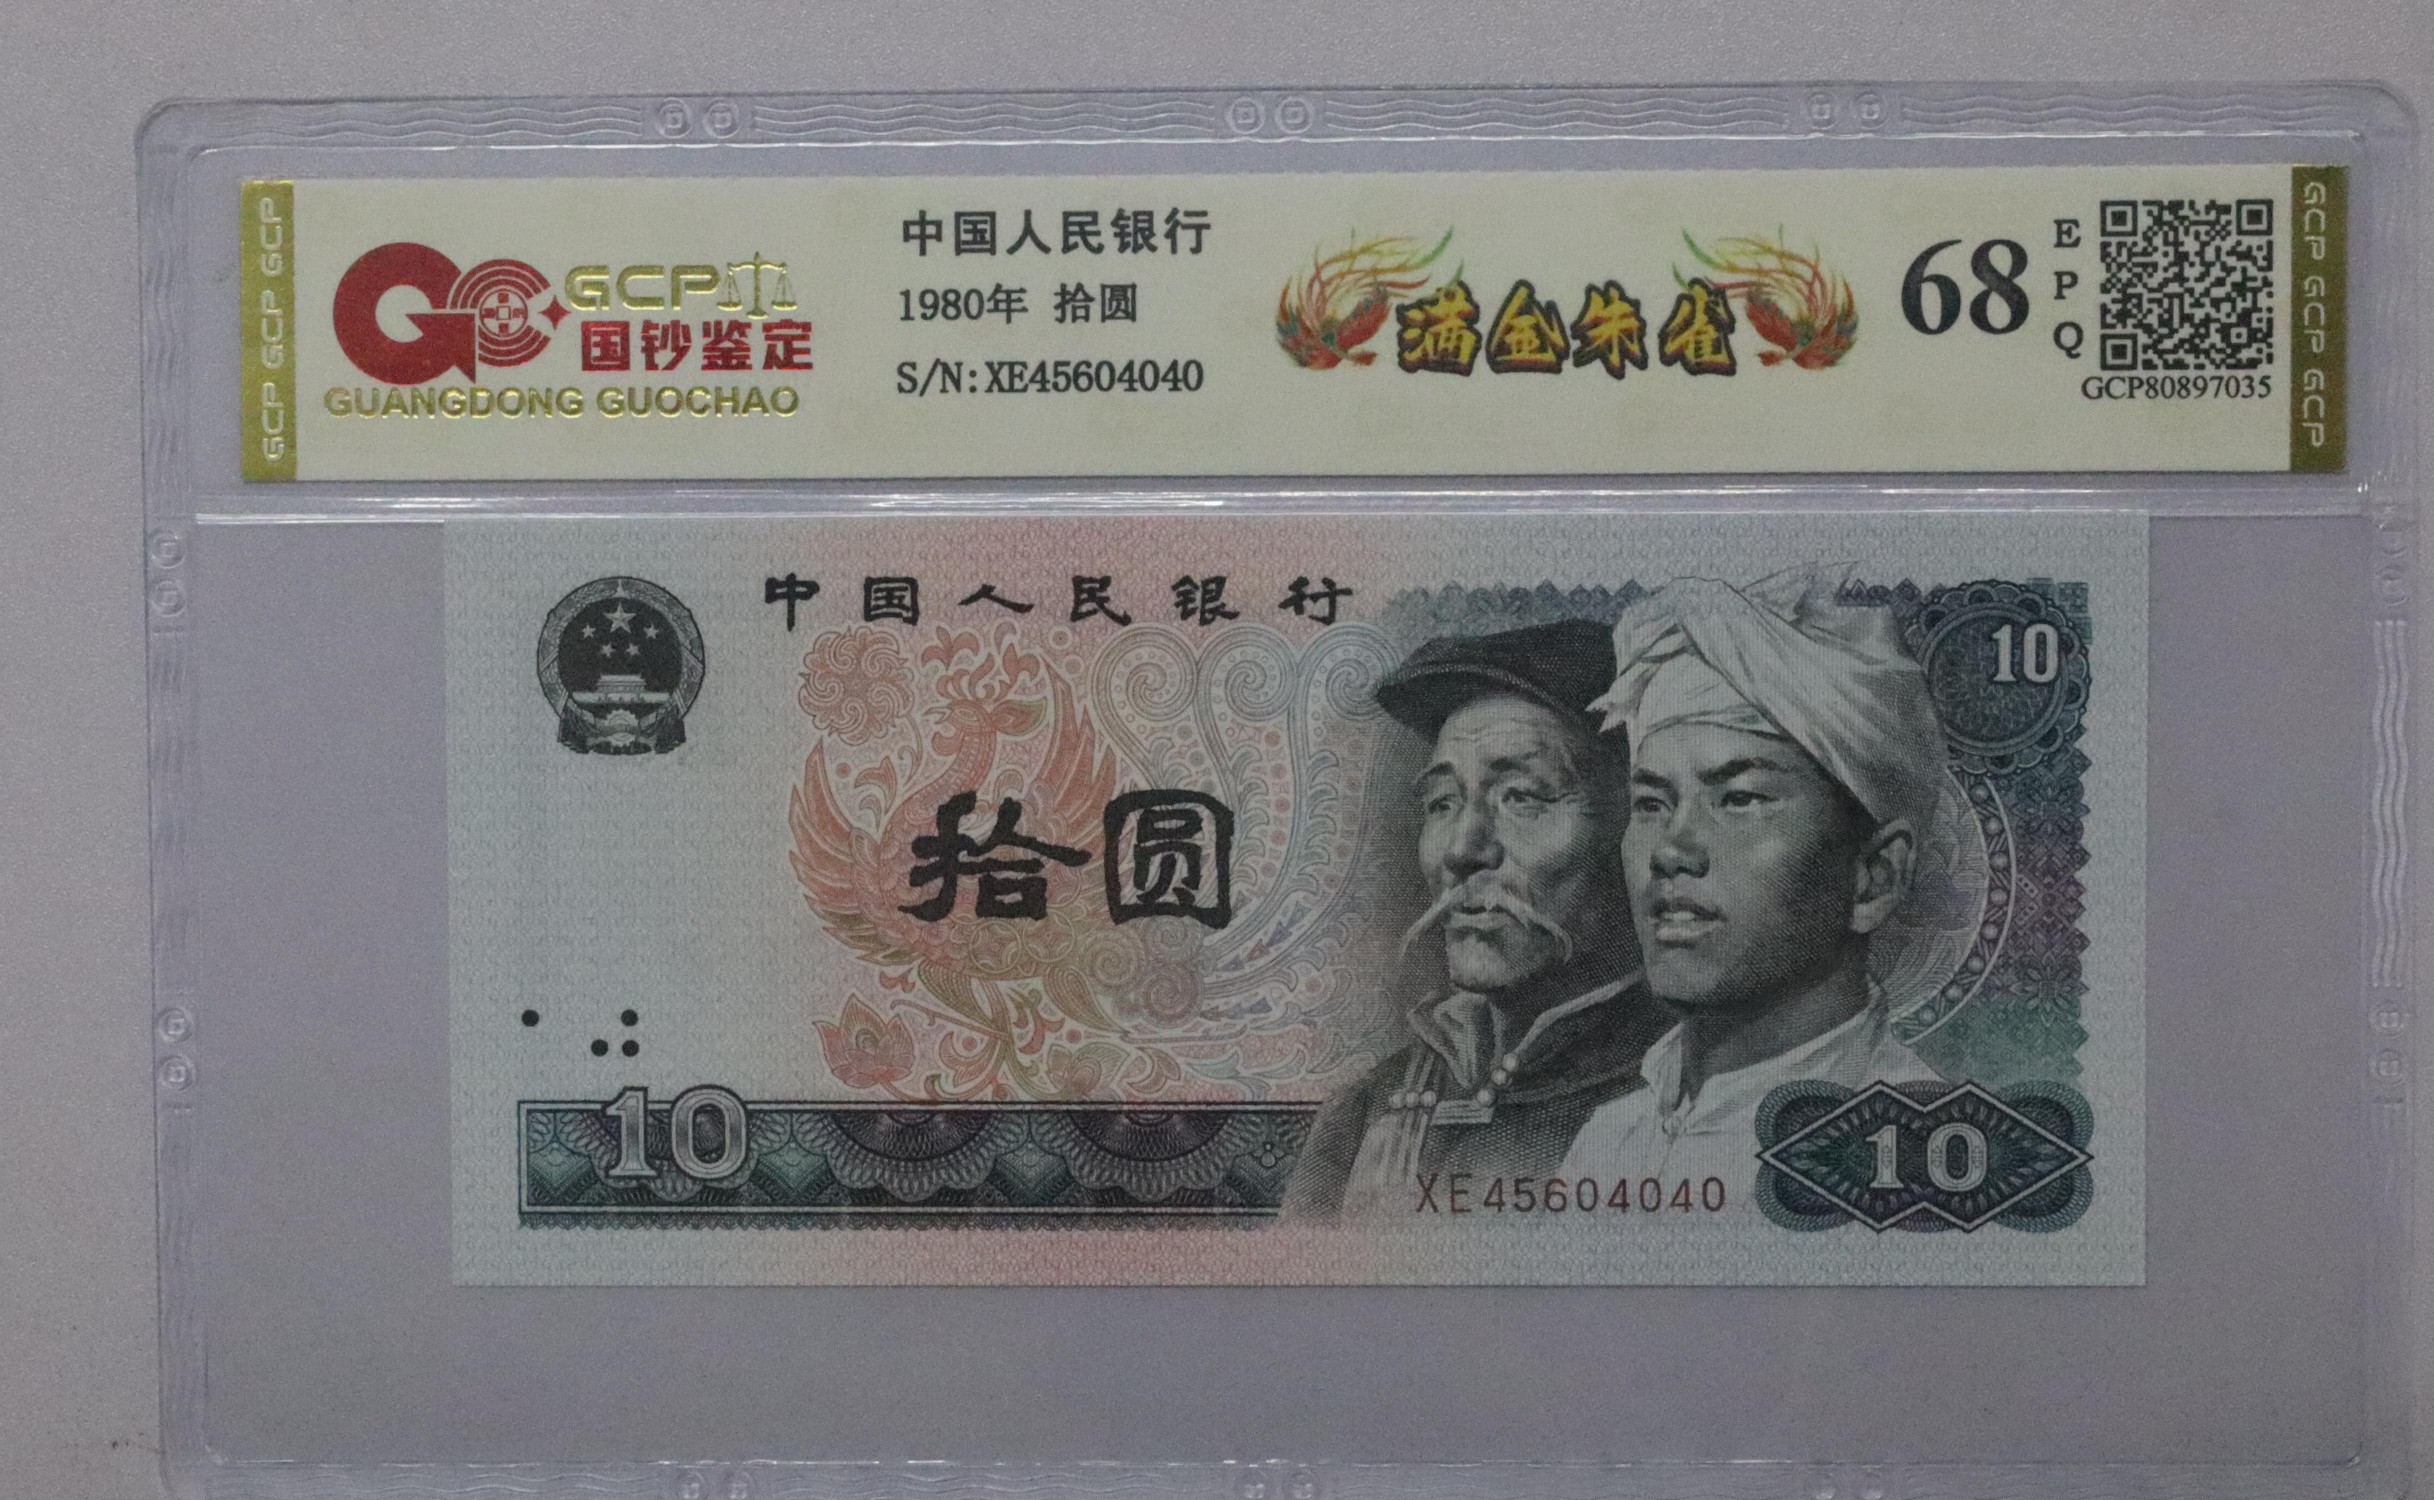 GCP GCP GCP
GCP
国钞鉴定
GUANGDONG GUOCHAO
中国人民银行
1980年 拾圆
S/N:XE45604040
满金朱雀
68
EPQ
GCP80897035
GCP GCP GCP
中国人民银行
10
拾圆
10
XE45604040
10